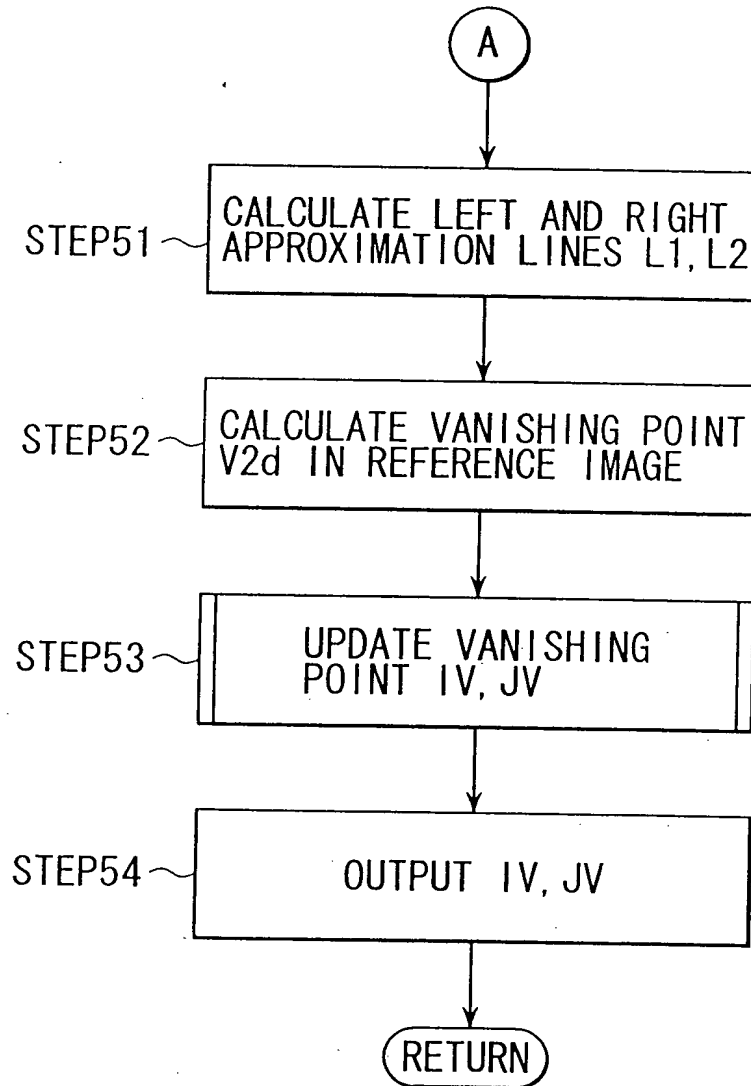 A
STEP51
CALCULATE LEFT AND RIGHT
APPROXIMATION LINES L1, L2
STEP52
CALCULATE VANISHING POINT
V2d IN REFERENCE IMAGE
STEP53
UPDATE VANISHING
POINT IV, JV
STEP54
OUTPUT IV, JV
RETURN